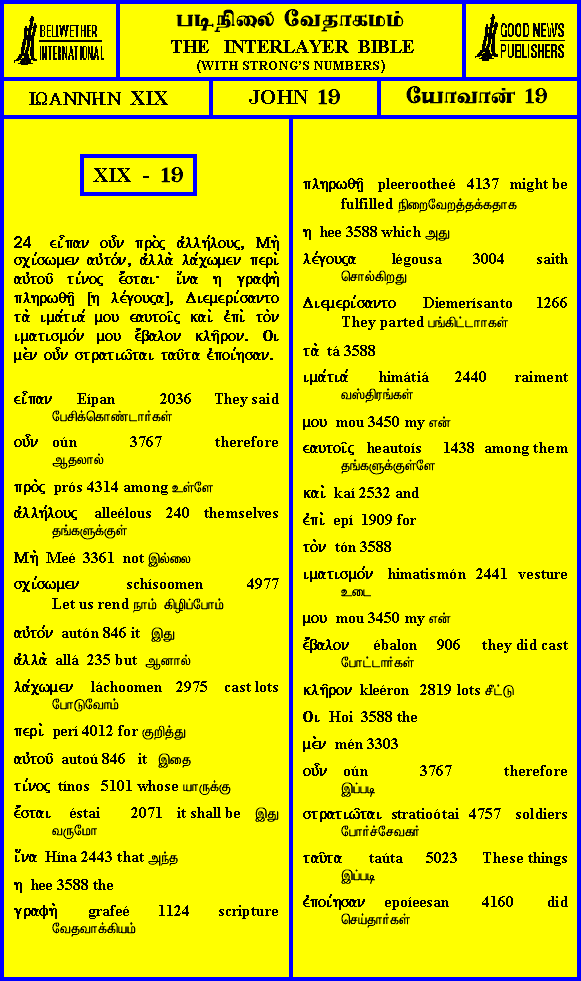 BELLWETHER
INTERNATIONAL
படிநிலை வேதாகமம்
THE INTERLAYER BIBLE
(WITH STRONG'S NUMBERS)
GOOD NEWS
PUBLISHERS
ΙΩΑΝΝΗΝ XIX
JOHN 19
யோவான் 19
XIX - 19
24 εἶπαν οὖν πρὸς ἀλλήλους, Μὴ
σχίσωμεν αὐτόν, ἀλλὰ λάχωμεν περὶ
αὐτοῦ τίνος ἔσται· ἵνα η γραφὴ
πληρωθῇ [η λέγουσα], Διεμερίσαντο
τὰ ιμάτιά μου εαυτοῖς καὶ ἐπὶ τὸν
ιματισμόν μου ἔβαλον κλῆρον. Οι
μὲν οὖν στρατιῶται ταῦτα ἐποίησαν.
εἶπαν Eípan 2036 They said
பேசிக்கொண்டார்கள்
οὖν oún 3767 therefore
ஆதலால்
πρὸς prós 4314 among உள்ளே
ἀλλήλους alleélous 240 themselves
தங்களுக்குள்
Μὴ Meé 3361 not இல்லை
σχίσωμεν schísoomen 4977
Let us rend நாம் கிழிப்போம்
αὐτόν autón 846 it இது
ἀλλὰ allá 235 but ஆனால்
λάχωμεν láchoomen 2975 cast lots
போடுவோம்
περὶ perí 4012 for குறித்து
αὐτοῦ autoú 846 it இதை
τίνος tínos 5101 whose யாருக்கு
ἔσται éstai 2071 it shall be இது
வருமோ
ἵνα Hína 2443 that அந்த
η hee 3588 the
γραφὴ grafeé 1124 scripture
வேதவாக்கியம்
πληρωθῇ pleerootheé 4137 might be
fulfilled நிறைவேறத்தக்கதாக
η hee 3588 which அது
λέγουσα légousa 3004 saith
சொல்கிறது
Διεμερίσαντο Diemerísanto 1266
They parted பங்கிட்டாார்கள்
τὰ tá 3588
ιμάτιά himátiá 2440 raiment
வஸ்திரங்கள்
μου mou 3450 my என்
εαυτοῖς heautoís 1438 among them
தங்களுக்குள்ளே
καὶ kaí 2532 and
ἐπὶ epí 1909 for
τὸν tón 3588
ιματισμόν himatismón 2441 vesture
உடை
μου mou 3450 my என்
ἔβαλον ébalon 906 they did cast
போட்டார்கள்
κλῆρον kleéron 2819 lots சீட்டு
Οι Hoi 3588 the
μὲν mén 3303
οὖν oún 3767 therefore
இப்படி
στρατιῶται stratioótai 4757 soldiers
போர்ச்சேவகர்
ταῦτα taúta 5023 These things
இப்படி
ἐποίησαν epoíeesan 4160 did
செய்தார்கள்